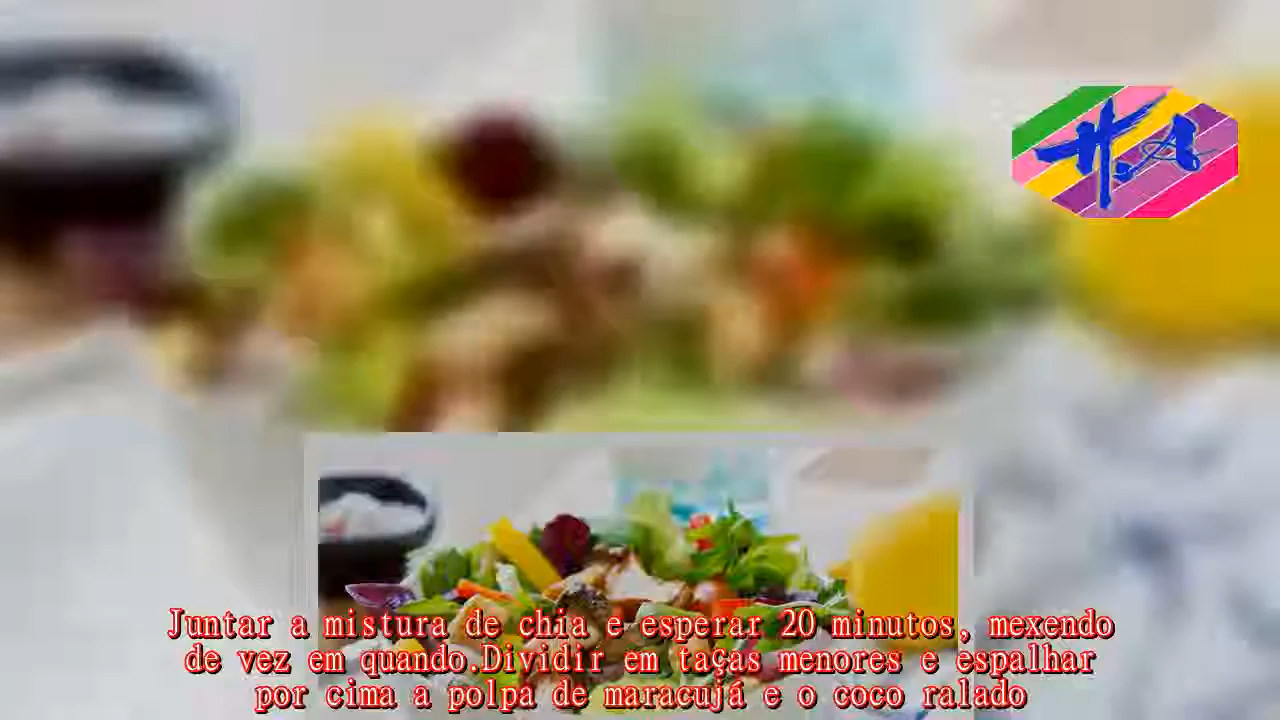 H.A
Juntar a mistura de chia e esperar 20 minutos, mexendo
de vez em quando.Dividir em taças menores e espalhar
por cima a polpa de maracujá e o coco ralado